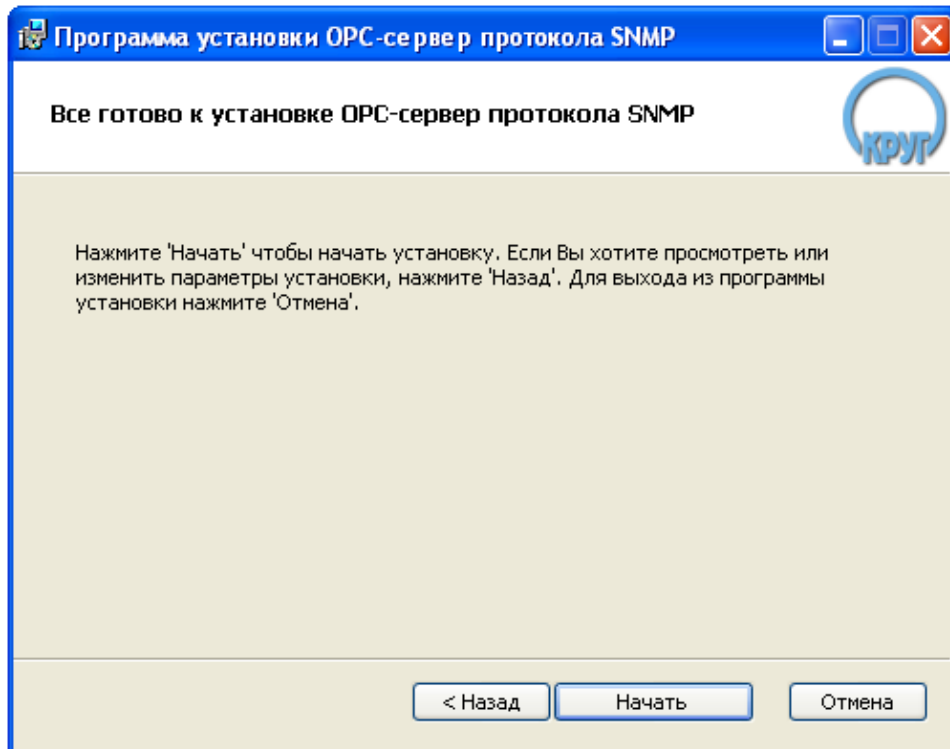 Программа установки OPC-сервер протокола SNMP
Все готово к установке OPC-сервер протокола SNMP
КРУГ
Нажмите 'Начать' чтобы начать установку. Если Вы хотите просмотреть или
изменить параметры установки, нажмите 'Назад'. Для выхода из программы
установки нажмите 'Отмена'.
< Назад
Начать
Отмена